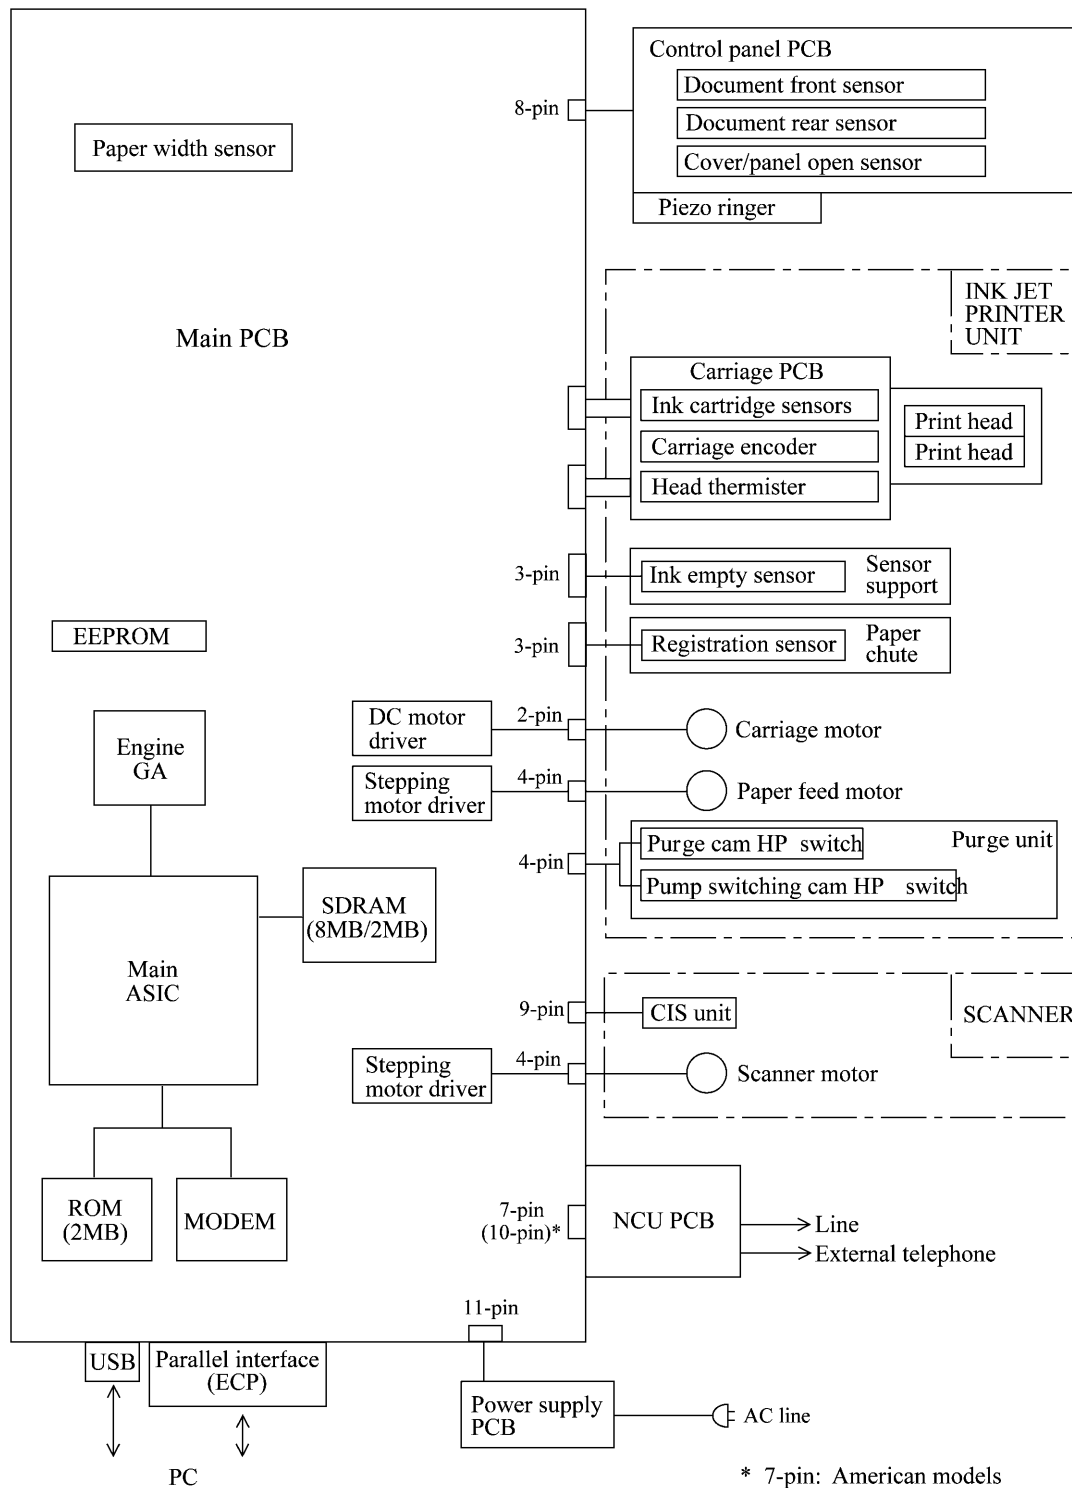 Control panel PCB
Document front sensor
8-pin
Document rear sensor
Paper width sensor
Cover/panel open sensor
Piezo ringer
INK JET
PRINTER
UNIT
Main PCB
Carriage PCB
Ink cartridge sensors
Print head
Carriage encoder
Print head
Head thermister
3-pin
Ink empty sensor
Sensor
support
EEPROM
3-pin
Registration sensor
Paper
chute
DC motor
driver
2-pin
Carriage motor
Engine
GA
Stepping
motor driver
4-pin
Paper feed motor
4-pin
Purge cam HP switch
Purge unit
Pump switching cam HP switch
SDRAM
(8MB/2MB)
Main
ASIC
9-pin
CIS unit
SCANNER
Stepping
motor driver
4-pin
Scanner motor
ROM
(2MB)
MODEM
7-pin
(10-pin)*
NCU PCB
Line
External telephone
11-pin
USB
Parallel interface
(ECP)
Power supply
PCB
AC line
PC
* 7-pin: American models